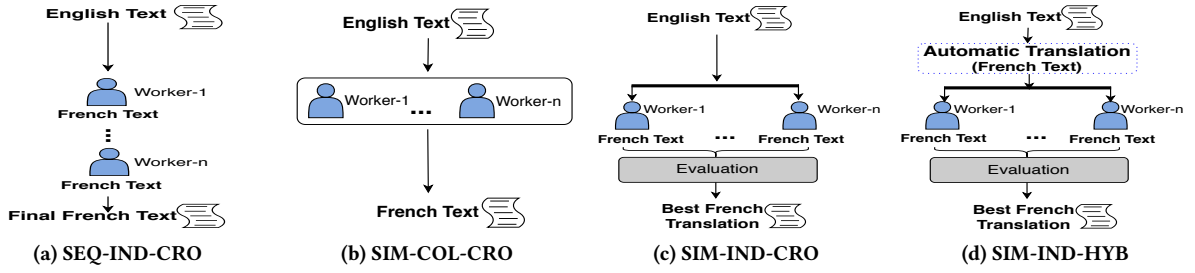 English Text
Worker-1
French Text
...
Worker-n
French Text
Final French Text
(a) SEQ-IND-CRO
English Text
Worker-1 ... Worker-n
French Text
(b) SIM-COL-CRO
English Text
Worker-1 Worker-n
French Text ... French Text
Evaluation
Best French
Translation
(c) SIM-IND-CRO
English Text
Automatic Translation
(French Text)
Worker-1 Worker-n
French Text ... French Text
Evaluation
Best French
Translation
(d) SIM-IND-HYB